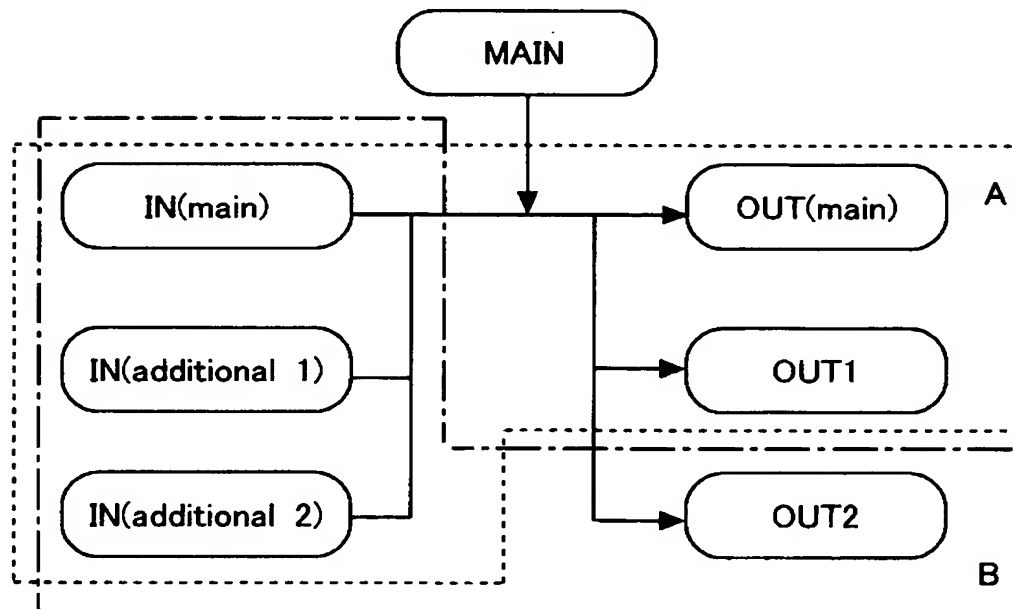 MAIN
IN(main)
OUT(main)
A
IN(additional 1)
OUT1
IN(additional 2)
OUT2
B